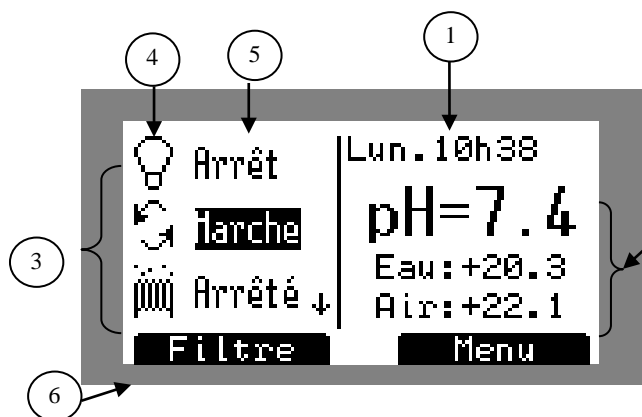 4
5
1
Arrêt
Marche
Arrêté
Lun.10h38
pH=7.4
Eau:+20.3
Air:+22.1
3
Filtre
Menu
6